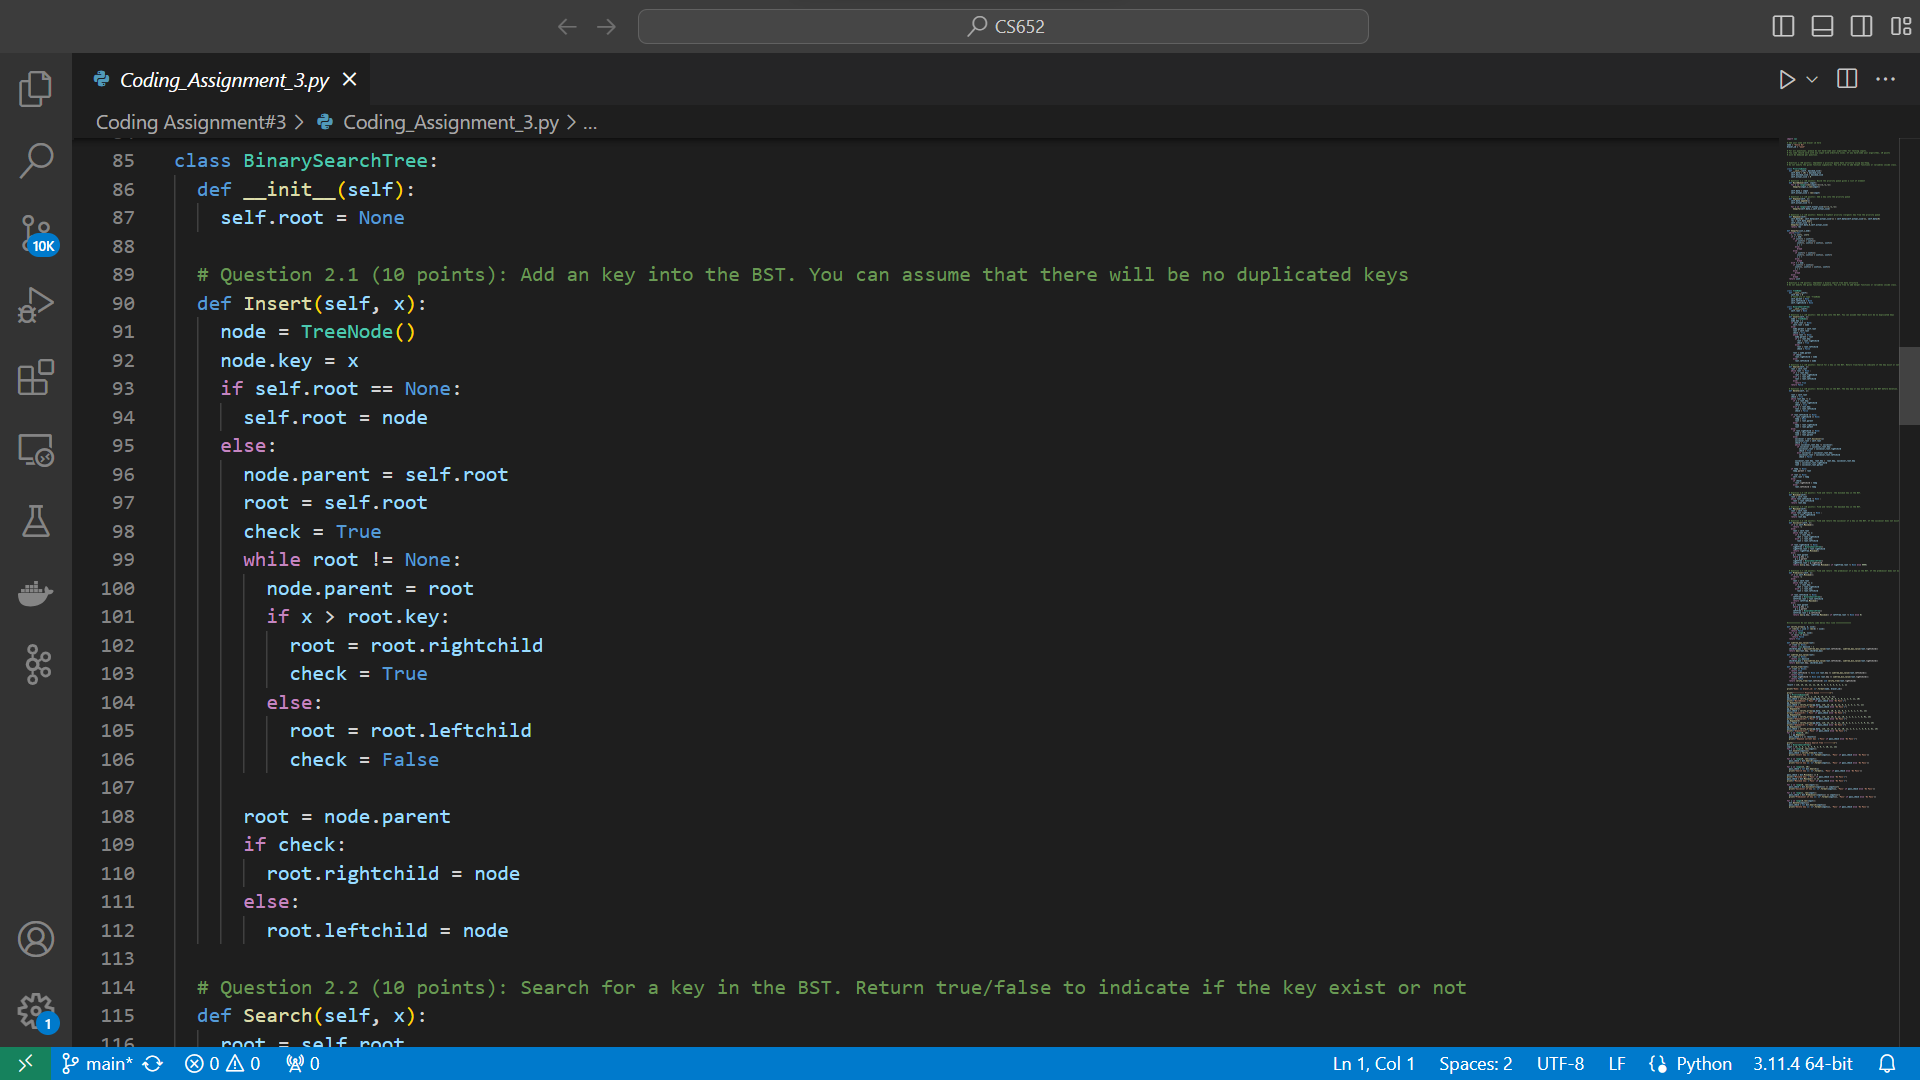 CS652
Coding_Assignment_3.py
Coding Assignment#3 > Coding_Assignment_3.py > ...
85 class BinarySearchTree:
86 def __init__(self):
87 self.root = None
88
89 # Question 2.1 (10 points): Add an key into the BST. You can assume that there will be no duplicated keys
90 def Insert(self, x):
91 node = TreeNode()
92 node.key = x
93 if self.root == None:
94 self.root = node
95 else:
96 node.parent = self.root
97 root = self.root
98 check = True
99 while root != None:
100 node.parent = root
101 if x > root.key:
102 root = root.rightchild
103 check = True
104 else:
105 root = root.leftchild
106 check = False
107
108 root = node.parent
109 if check:
110 root.rightchild = node
111 else:
112 root.leftchild = node
113
114 # Question 2.2 (10 points): Search for a key in the BST. Return true/false to indicate if the key exist or not
115 def Search(self, x):
116 root = self.root
10K
1
main* 0 0 0 Ln 1, Col 1 Spaces: 2 UTF-8 LF Python 3.11.4 64-bit